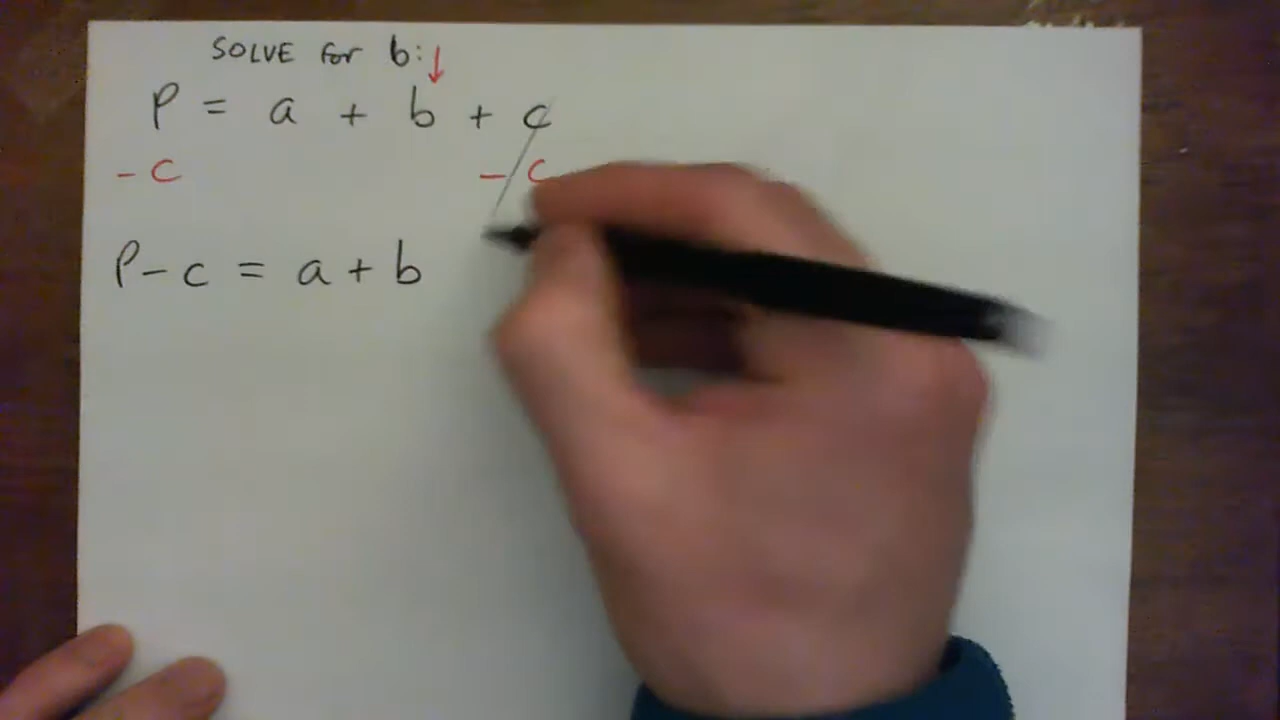 SOLVE for b:↓
P = a + b + c
-c -c
P-c = a+b